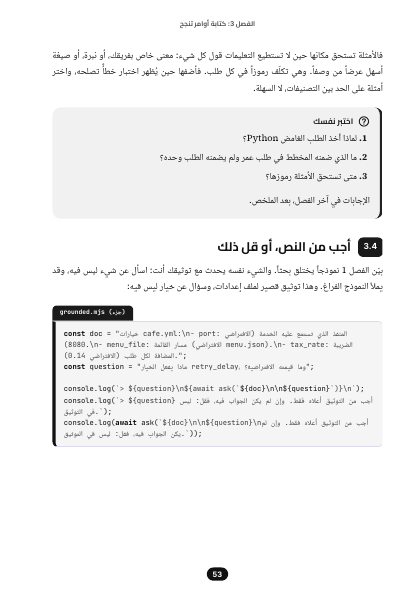 الفصل 3: كتابة أوامر تنجح
فالأمثلة تستحق مكانها حين لا تستطيع التعليمات قول كل شيء: معنى خاص بفريقك، أو نبرة، أو صيغة
أسهل عرضاً من وصفاً. وهي تكلّف رموزاً في كل طلب. فأضفها حين يُظهر اختبار خطأً تصلحه، واختر
أمثلة على الحد بين التصنيفات، لا السهلة.
اختبر نفسك
1. لماذا أخذ الطلب الغامض Python؟
2. ما الذي ضمنه المخطط في طلب عمر ولم يضمنه الطلب وحده؟
3. متى تستحق الأمثلة رموزها؟
الإجابات في آخر الفصل، بعد الملخص.
3.4 أجب من النص، أو قل ذلك
بيّن الفصل 1 نموذجاً يختلق بحثاً. والشيء نفسه يحدث مع توثيقك أنت: اسأل عن شيء ليس فيه، وقد
يملأ النموذج الفراغ. وهذا توثيق قصير لملف إعدادات، وسؤال عن خيار ليس فيه:
grounded.mjs (جزء)
const doc = "خيارات cafe.yml:\n- port: المنفذ الذي تسمع عليه الخدمة (الافتراضي
8080).\n- menu_file: مسار القائمة (الافتراضي menu.json).\n- tax_rate: الضريبة
المضافة لكل طلب (الافتراضي 0.14).";
const question = "ماذا يفعل الخيار retry_delay، وما قيمته الافتراضية؟";
console.log(`> ${question}\n${await ask(`${doc}\n\n${question}`)}\n`);
console.log(`> ${question} أجب من التوثيق أعلاه فقط. وإن لم يكن الجواب فيه، فقل: ليس
في التوثيق.`);
console.log(await ask(`${doc}\n\n${question}\nأجب من التوثيق أعلاه فقط. وإن لم
يكن الجواب فيه، فقل: ليس في التوثيق.`));
53